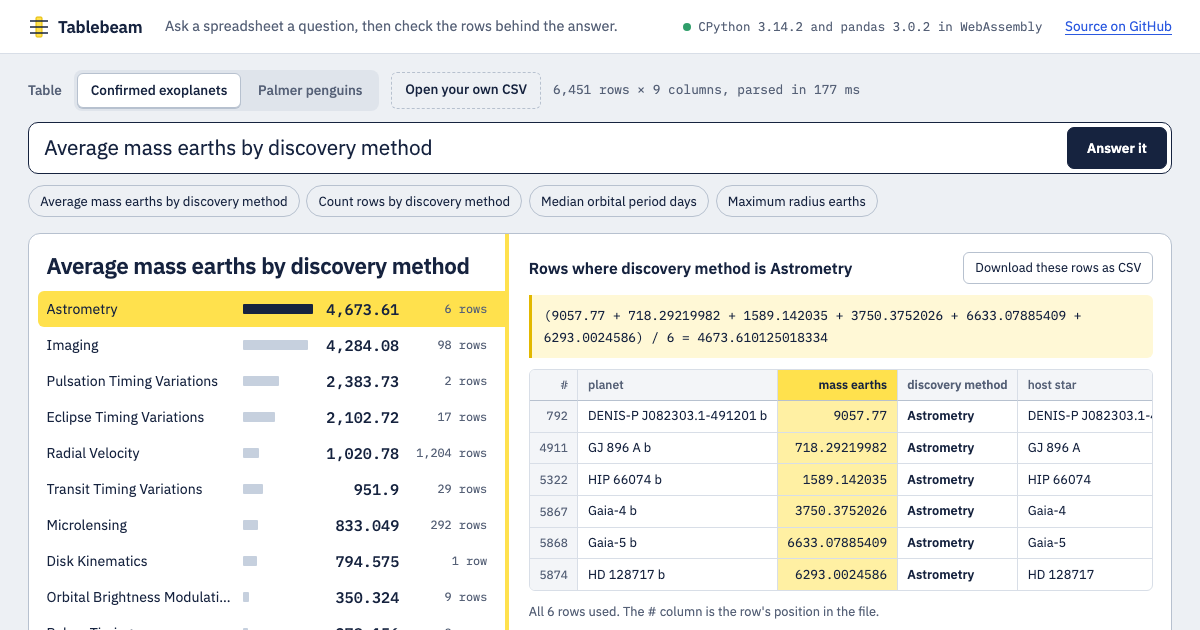 Tablebeam
Ask a spreadsheet a question, then check the rows behind the answer.
CPython 3.14.2 and pandas 3.0.2 in WebAssembly
Source on GitHub
Table
Confirmed exoplanets
Palmer penguins
Open your own CSV
6,451 rows × 9 columns, parsed in 177 ms
Average mass earths by discovery method
Answer it
Average mass earths by discovery method
Count rows by discovery method
Median orbital period days
Maximum radius earths
Average mass earths by discovery method
Astrometry 4,673.61 6 rows
Imaging 4,284.08 98 rows
Pulsation Timing Variations 2,383.73 2 rows
Eclipse Timing Variations 2,102.72 17 rows
Radial Velocity 1,020.78 1,204 rows
Transit Timing Variations 951.9 29 rows
Microlensing 833.049 292 rows
Disk Kinematics 794.575 1 row
Orbital Brightness Modulati... 350.324 9 rows
Rows where discovery method is Astrometry
Download these rows as CSV
(9057.77 + 718.29219982 + 1589.142035 + 3750.3752026 + 6633.07885409 +
6293.0024586) / 6 = 4673.610125018334
# planet mass earths discovery method host star
792 DENIS-P J082303.1-491201 b 9057.77 Astrometry DENIS-P J082303.1-
4911 GJ 896 A b 718.29219982 Astrometry GJ 896 A
5322 HIP 66074 b 1589.142035 Astrometry HIP 66074
5867 Gaia-4 b 3750.3752026 Astrometry Gaia-4
5868 Gaia-5 b 6633.07885409 Astrometry Gaia-5
5874 HD 128717 b 6293.0024586 Astrometry HD 128717
All 6 rows used. The # column is the row's position in the file.